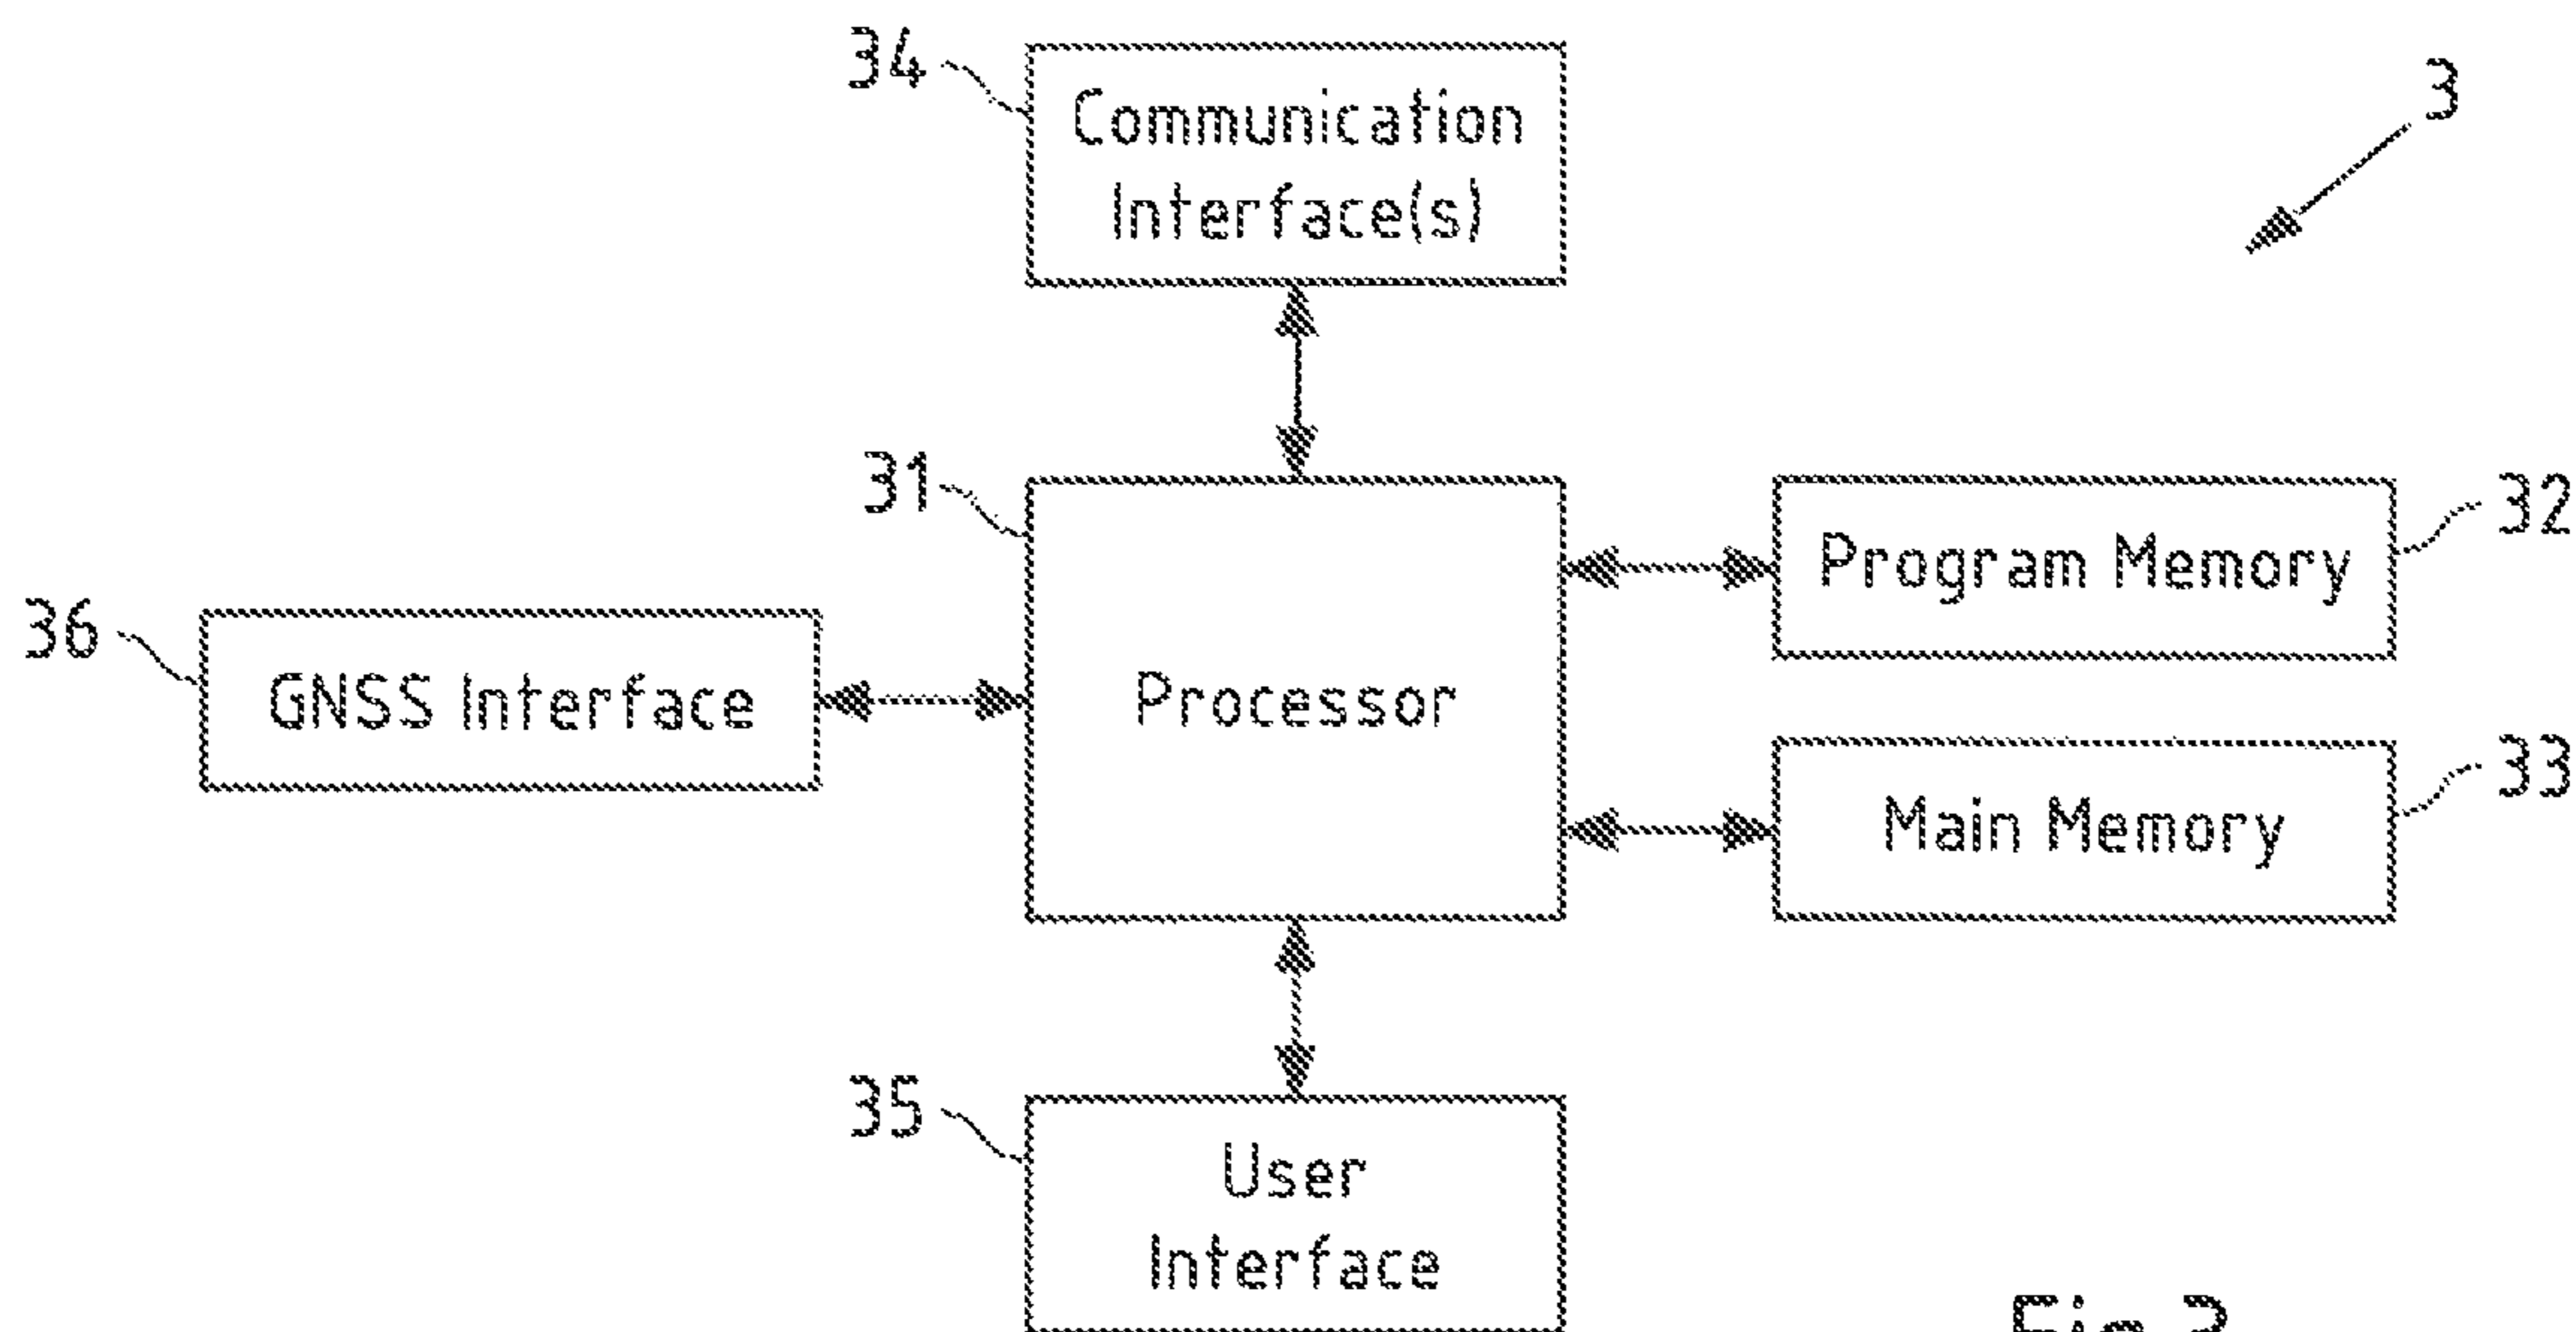 34
Communication
Interface(s)
3
31
Processor
Program Memory
32
36
GNSS Interface
Main Memory
33
35
User
Interface